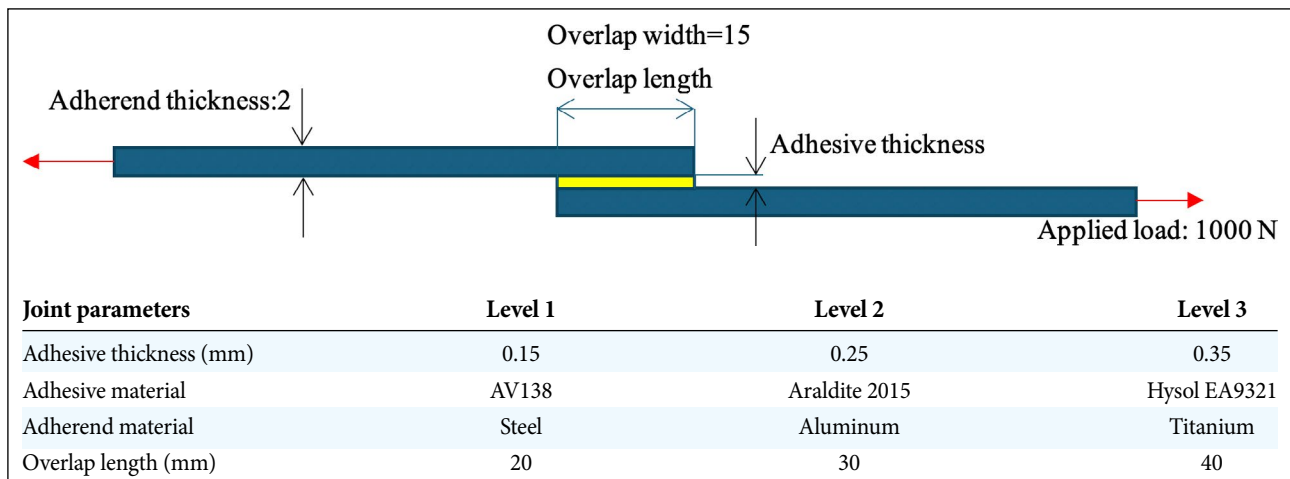 Overlap width=15
Overlap length
Adherend thickness:2
Adhesive thickness
Applied load: 1000 N
Joint parameters Level 1 Level 2 Level 3
Adhesive thickness (mm) 0.15 0.25 0.35
Adhesive material AV138 Araldite 2015 Hysol EA9321
Adherend material Steel Aluminum Titanium
Overlap length (mm) 20 30 40